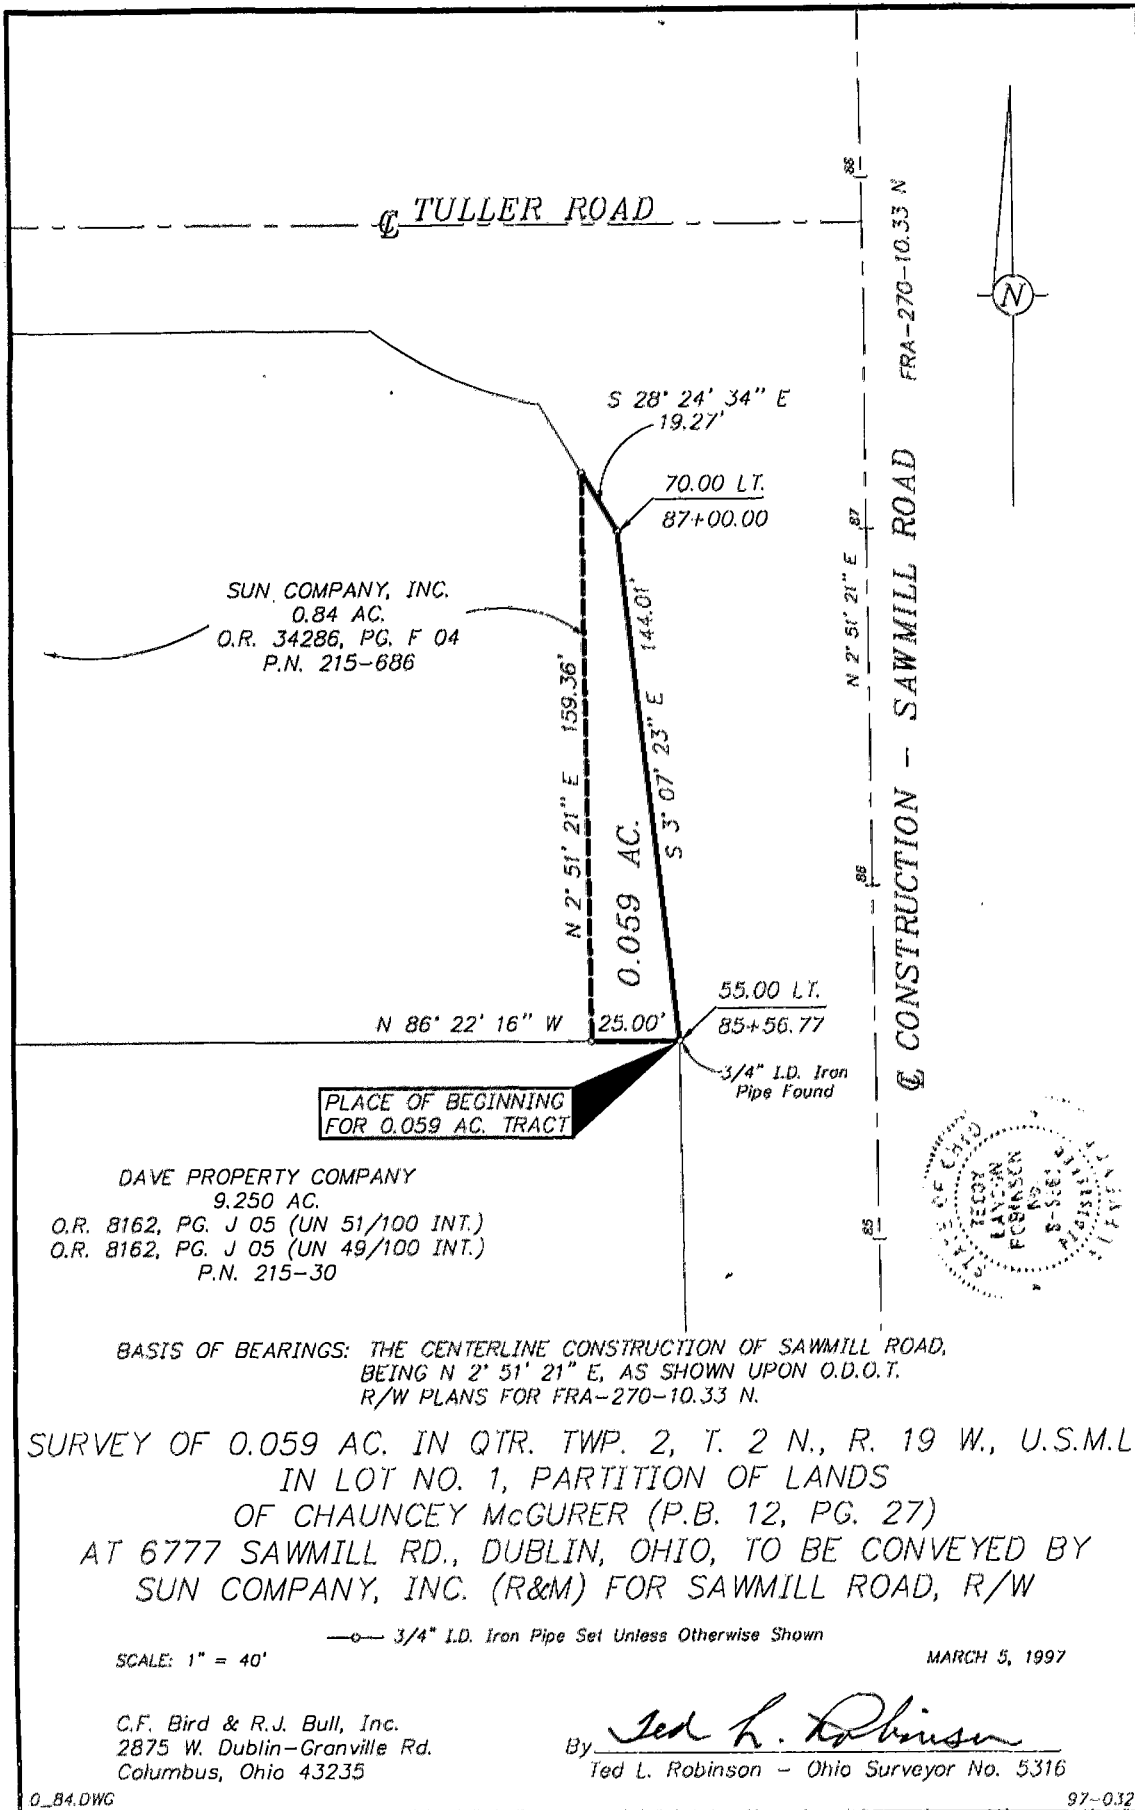 ℄ TULLER ROAD
88
FRA-270-10.33 N
N
S 28° 24' 34" E
19.27'
70.00 LT.
87+00.00
87
N 2° 51' 21" E
SUN COMPANY, INC.
0.84 AC.
O.R. 34286, PG. F 04
P.N. 215-686
N 2° 51' 21" E 159.36'
S 3° 07' 23" E 144.01'
0.059 AC.
86
℄ CONSTRUCTION - SAWMILL ROAD
55.00 LT.
85+56.77
N 86° 22' 16" W 25.00'
3/4" I.D. Iron
Pipe Found
PLACE OF BEGINNING
FOR 0.059 AC. TRACT
85
STATE OF OHIO
TEDDY
ROBINSON
DAVE PROPERTY COMPANY
9.250 AC.
O.R. 8162, PG. J 05 (UN 51/100 INT.)
O.R. 8162, PG. J 05 (UN 49/100 INT.)
P.N. 215-30
BASIS OF BEARINGS: THE CENTERLINE CONSTRUCTION OF SAWMILL ROAD,
BEING N 2° 51' 21" E, AS SHOWN UPON O.D.O.T.
R/W PLANS FOR FRA-270-10.33 N.
SURVEY OF 0.059 AC. IN QTR. TWP. 2, T. 2 N., R. 19 W., U.S.M.L
IN LOT NO. 1, PARTITION OF LANDS
OF CHAUNCEY McGURER (P.B. 12, PG. 27)
AT 6777 SAWMILL RD., DUBLIN, OHIO, TO BE CONVEYED BY
SUN COMPANY, INC. (R&M) FOR SAWMILL ROAD, R/W
3/4" I.D. Iron Pipe Set Unless Otherwise Shown
SCALE: 1" = 40'
MARCH 5, 1997
C.F. Bird & R.J. Bull, Inc.
2875 W. Dublin-Granville Rd.
Columbus, Ohio 43235
By Ted L. Robinson
Ted L. Robinson - Ohio Surveyor No. 5316
0_84.DWG
97-032